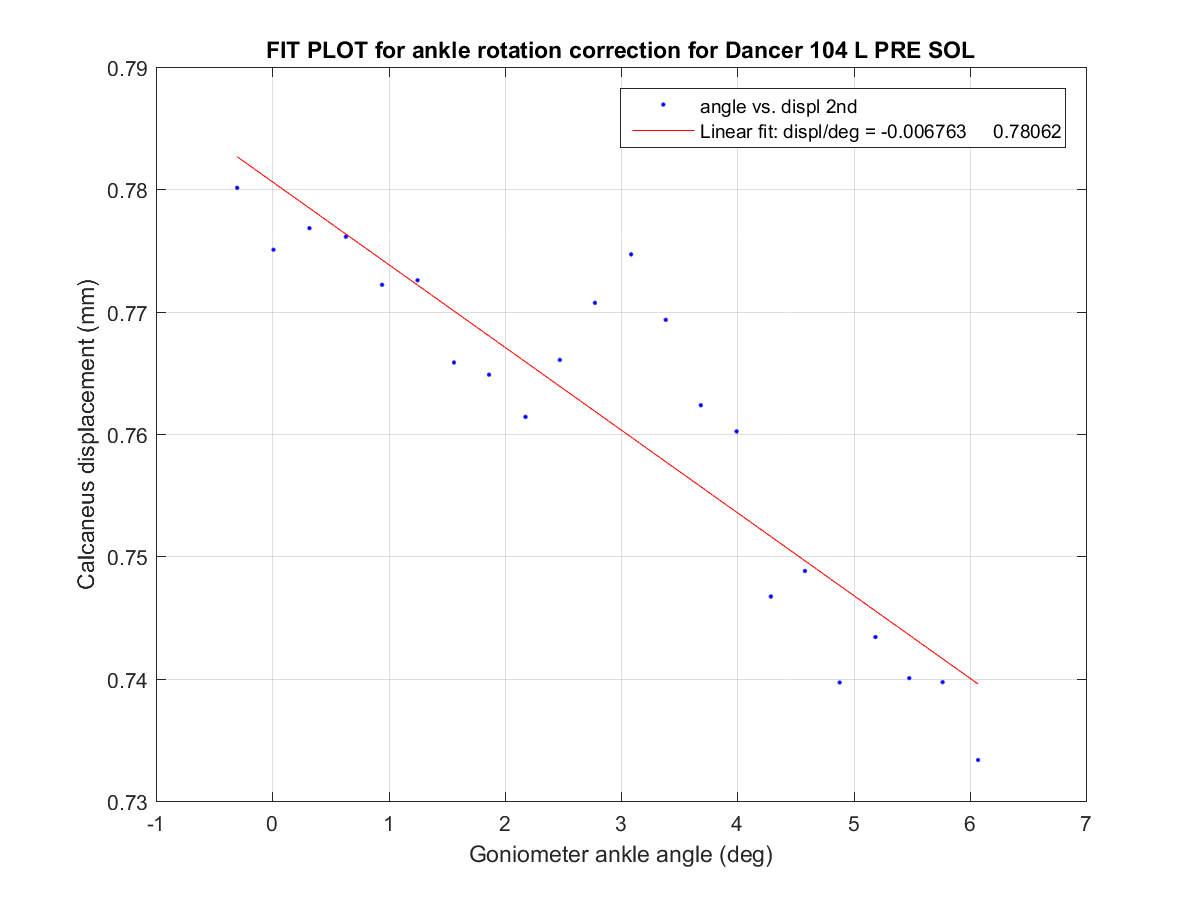 FIT PLOT for ankle rotation correction for Dancer 104 L PRE SOL
angle vs. displ 2nd
Linear fit: displ/deg = -0.006763 0.78062
0.79
0.78
0.77
0.76
0.75
0.74
0.73
Calcaneus displacement (mm)
-1 0 1 2 3 4 5 6 7
Goniometer ankle angle (deg)